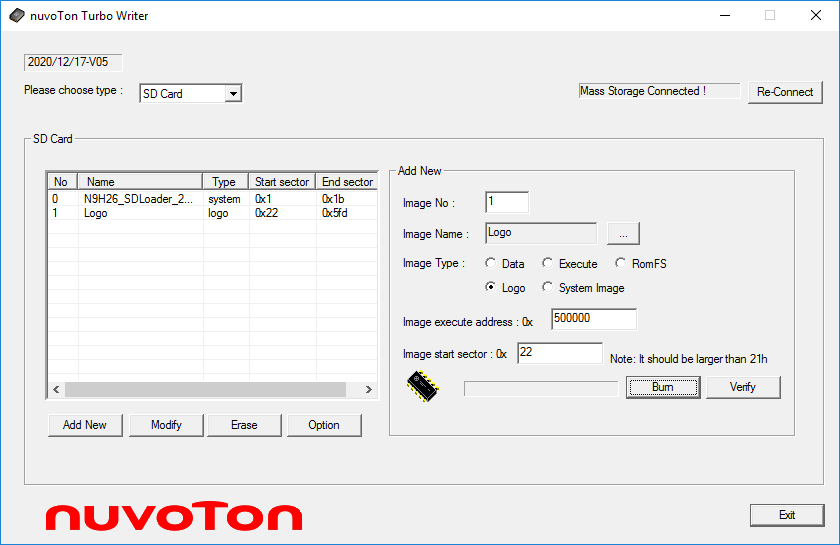 nuvoTon Turbo Writer
2020/12/17-V05
Please choose type :
SD Card
Mass Storage Connected !
Re-Connect
SD Card
No Name Type Start sector End sector
0 N9H26_SDLoader_2... system 0x1 0x1b
1 Logo logo 0x22 0x5fd
Add New
Modify
Erase
Option
Add New
Image No :
1
Image Name :
Logo
...
Image Type :
Data
Execute
RomFS
Logo
System Image
Image execute address : 0x
500000
Image start sector : 0x
22
Note: It should be larger than 21h
Burn
Verify
nuvoTon
Exit